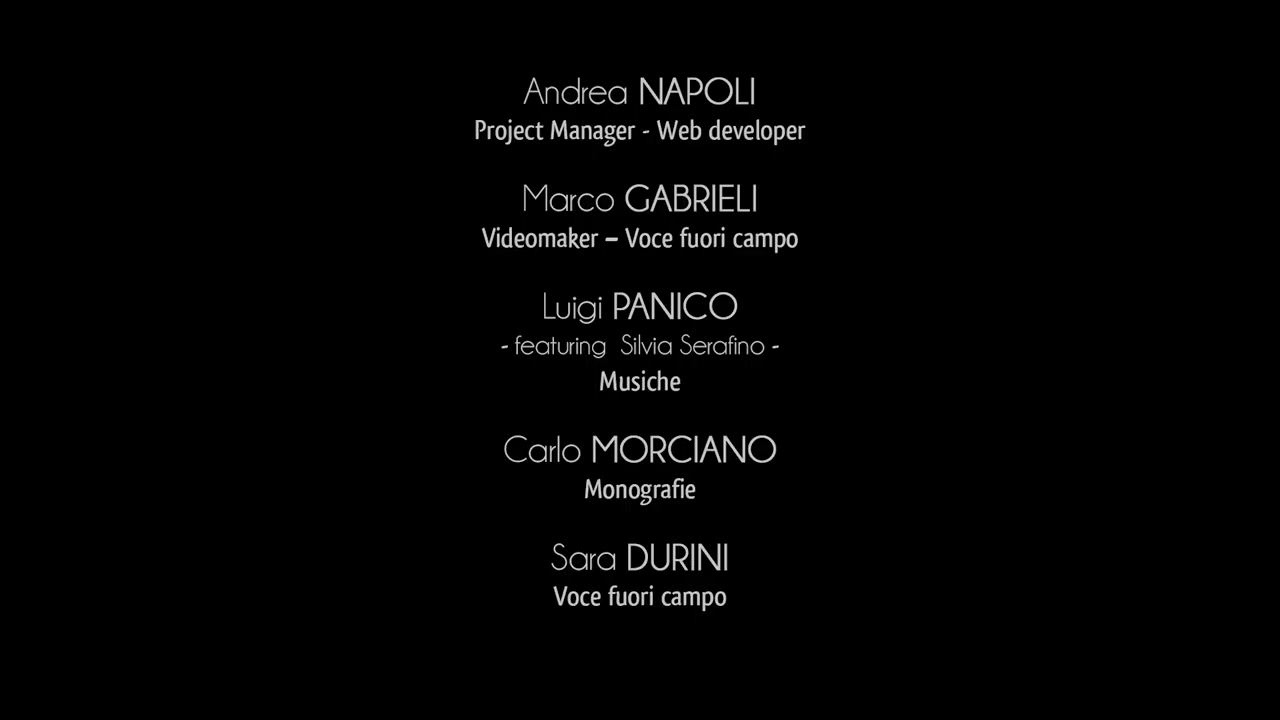 Andrea NAPOLI
Project Manager - Web developer
Marco GABRIELI
Videomaker – Voce fuori campo
Luigi PANICO
- featuring Silvia Serafino -
Musiche
Carlo MORCIANO
Monografie
Sara DURINI
Voce fuori campo